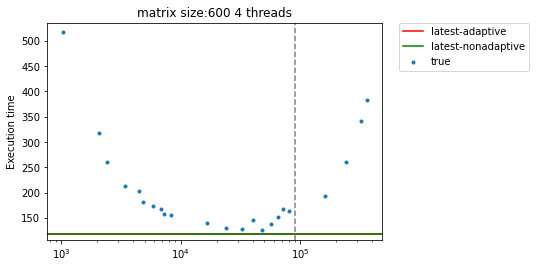 matrix size:600 4 threads
latest-adaptive
latest-nonadaptive
true
Execution time
500
450
400
350
300
250
200
150
10³
10⁴
10⁵